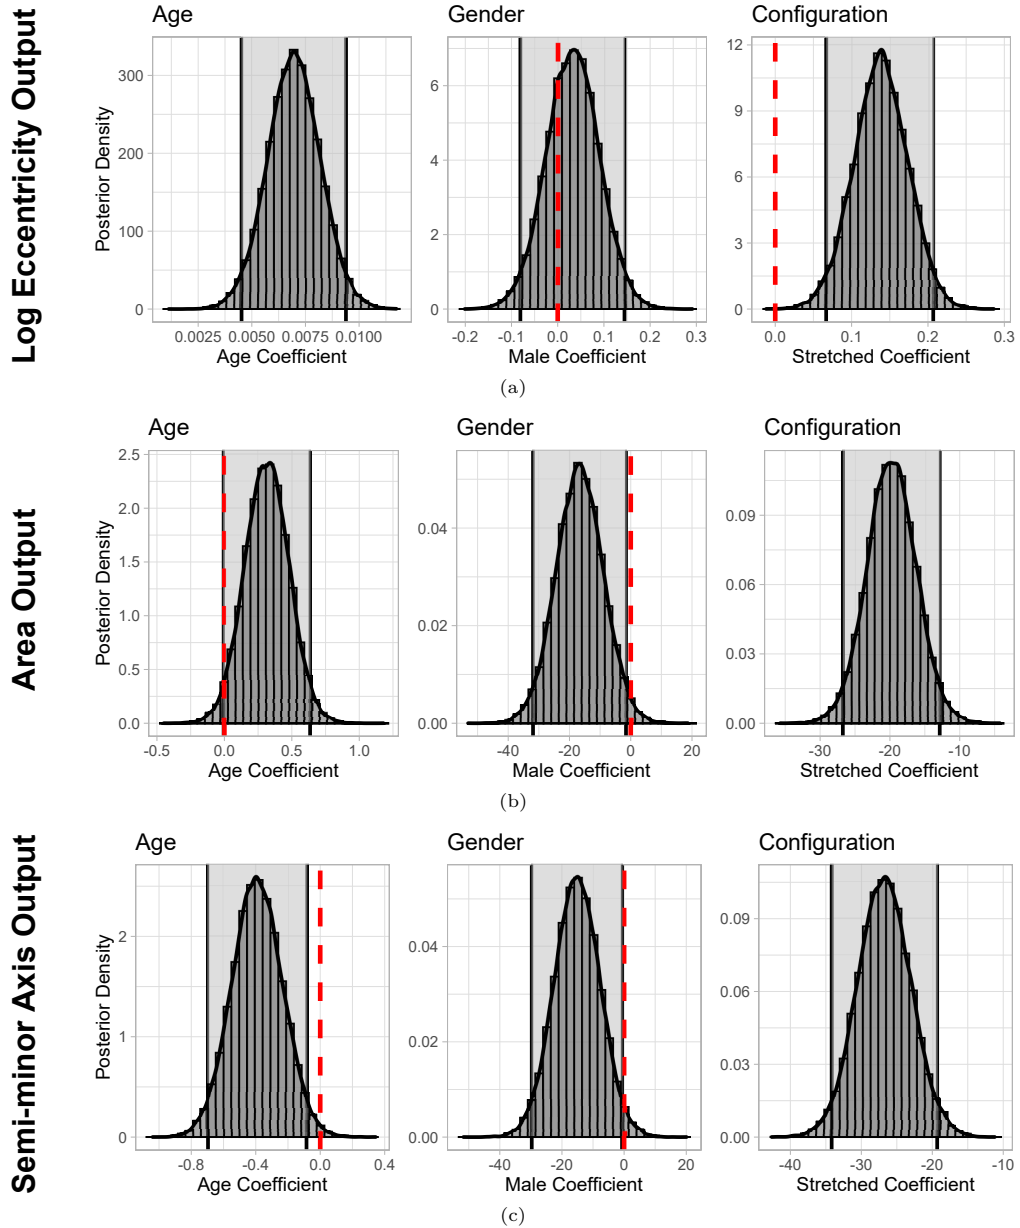 Log Eccentricity Output
Age
Gender
Configuration
Posterior Density
300
200
100
0
0.0025 0.0050 0.0075 0.0100
Age Coefficient
6
4
2
0
-0.2 -0.1 0.0 0.1 0.2 0.3
Male Coefficient
12
9
6
3
0
0.0 0.1 0.2 0.3
Stretched Coefficient
(a)
Area Output
Age
Gender
Configuration
Posterior Density
2.5
2.0
1.5
1.0
0.5
0.0
-0.5 0.0 0.5 1.0
Age Coefficient
0.04
0.02
0.00
-40 -20 0 20
Male Coefficient
0.09
0.06
0.03
0.00
-30 -20 -10
Stretched Coefficient
(b)
Semi-minor Axis Output
Age
Gender
Configuration
Posterior Density
2
1
0
-0.8 -0.4 0.0 0.4
Age Coefficient
0.04
0.02
0.00
-40 -20 0 20
Male Coefficient
0.09
0.06
0.03
0.00
-40 -30 -20 -10
Stretched Coefficient
(c)